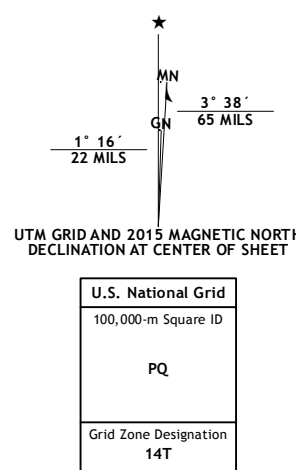 ★
MN
3° 38´
65 MILS
GN
1° 16´
22 MILS
UTM GRID AND 2015 MAGNETIC NORTH
DECLINATION AT CENTER OF SHEET
U.S. National Grid
100,000-m Square ID
PQ
Grid Zone Designation
14T